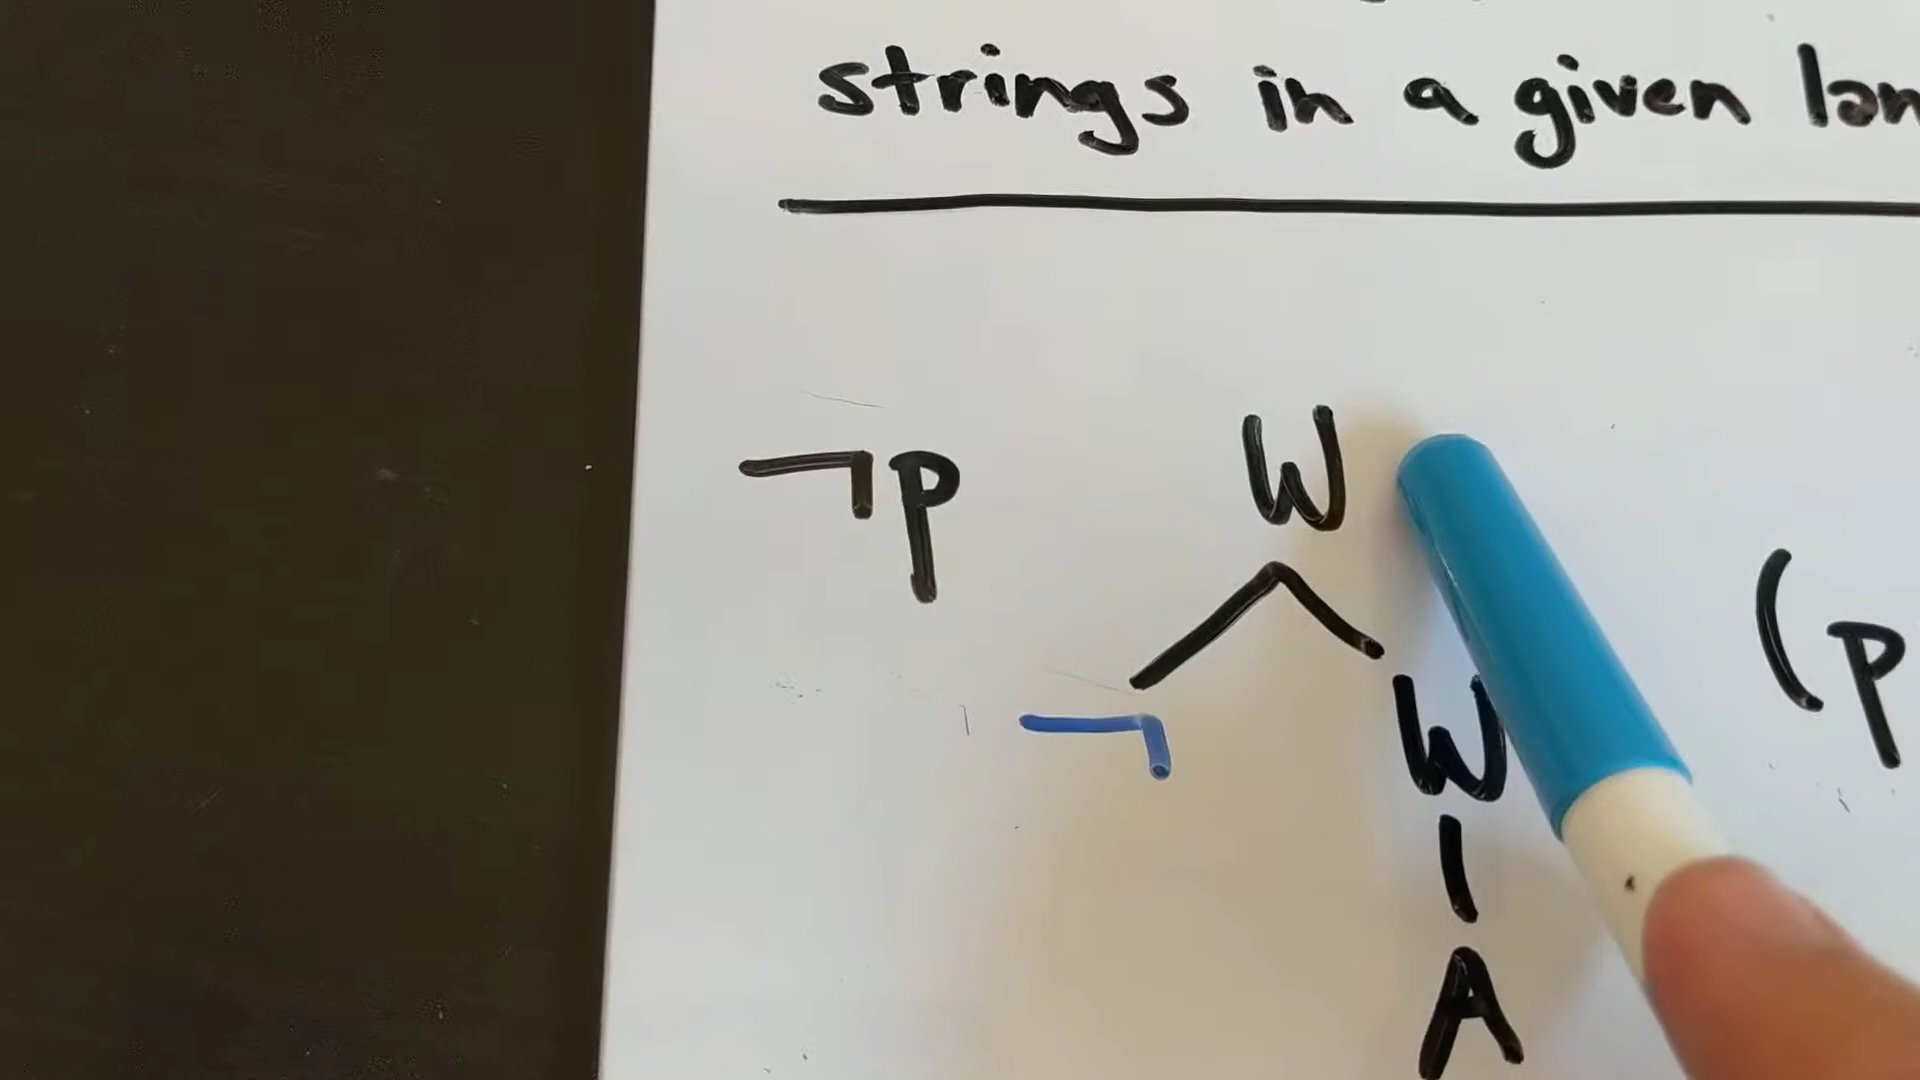 strings in a given lan
¬p
W
(p
¬ W
A